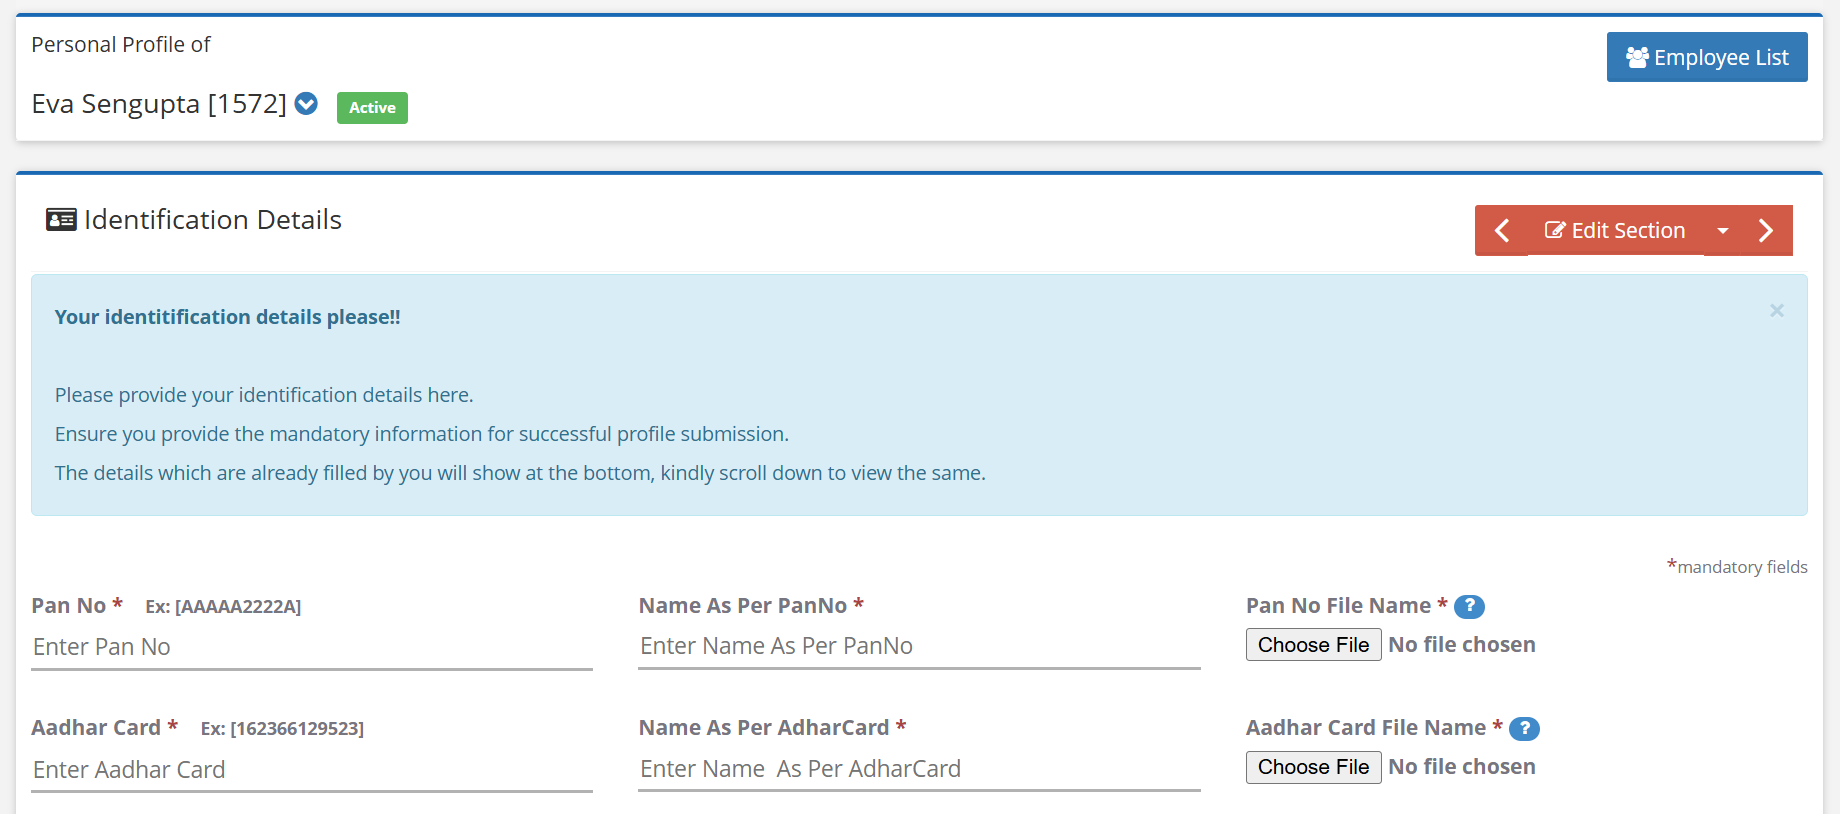 Personal Profile of
Employee List
Eva Sengupta [1572]
Active
Identification Details
Edit Section
Your identitification details please!!
×
Please provide your identification details here.
Ensure you provide the mandatory information for successful profile submission.
The details which are already filled by you will show at the bottom, kindly scroll down to view the same.
*mandatory fields
Pan No * Ex: [AAAAA2222A]
Name As Per PanNo *
Pan No File Name * ?
Enter Pan No
Enter Name As Per PanNo
Choose File No file chosen
Aadhar Card * Ex: [162366129523]
Name As Per AdharCard *
Aadhar Card File Name * ?
Enter Aadhar Card
Enter Name  As Per AdharCard
Choose File No file chosen